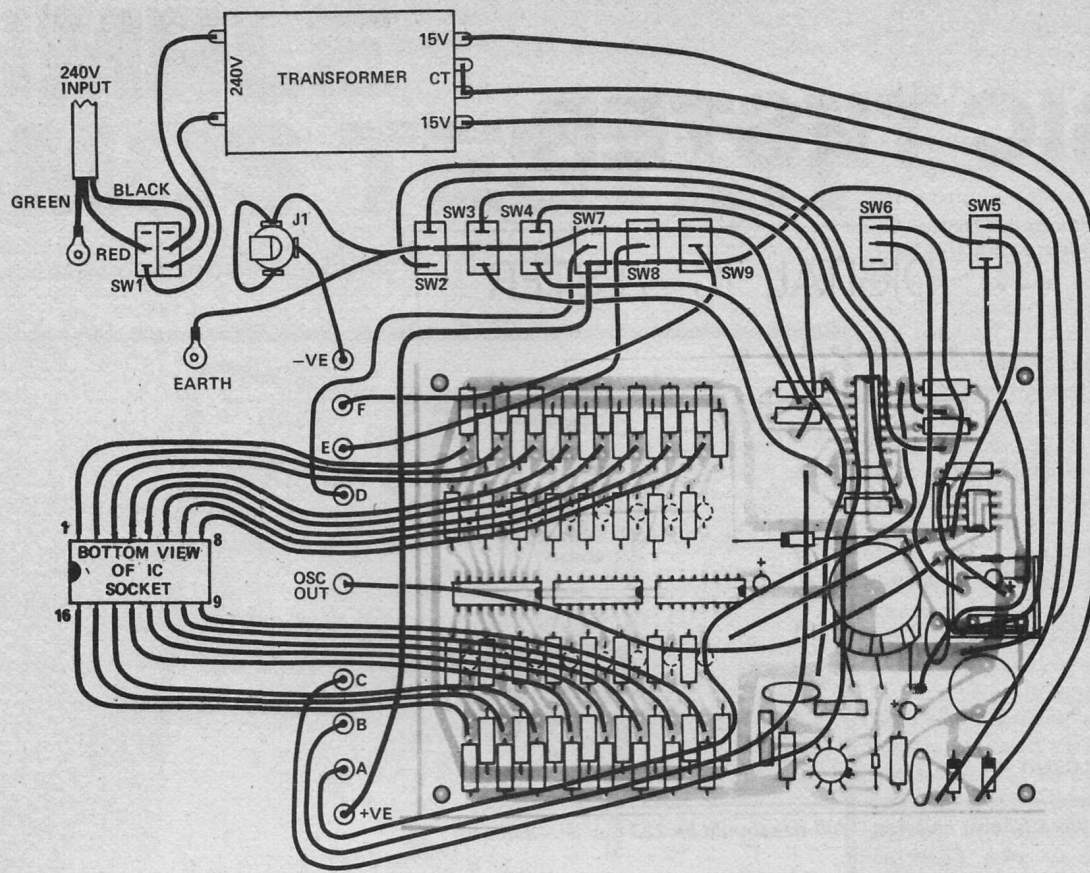 240V
INPUT
240V
TRANSFORMER
15V
CT
15V
GREEN
BLACK
RED
SW1
J1
SW3
SW4
SW7
SW6
SW5
SW2
SW8
SW9
EARTH
–VE
F
E
D
1
8
BOTTOM VIEW
OF IC
SOCKET
16
9
OSC
OUT
+
+
C
B
+
A
+VE